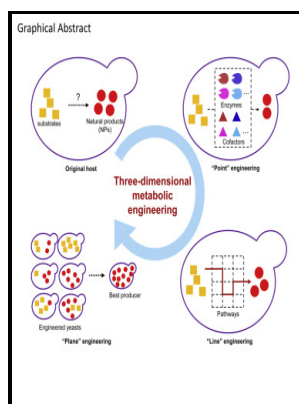 Graphical Abstract
?
substrates
Natural products
(NPs)
Original host
Enzymes
...
Cofactors
"Point" engineering
Three-dimensional
metabolic
engineering
Best producer
Engineered yeasts
"Plane" engineering
Pathways
"Line" engineering